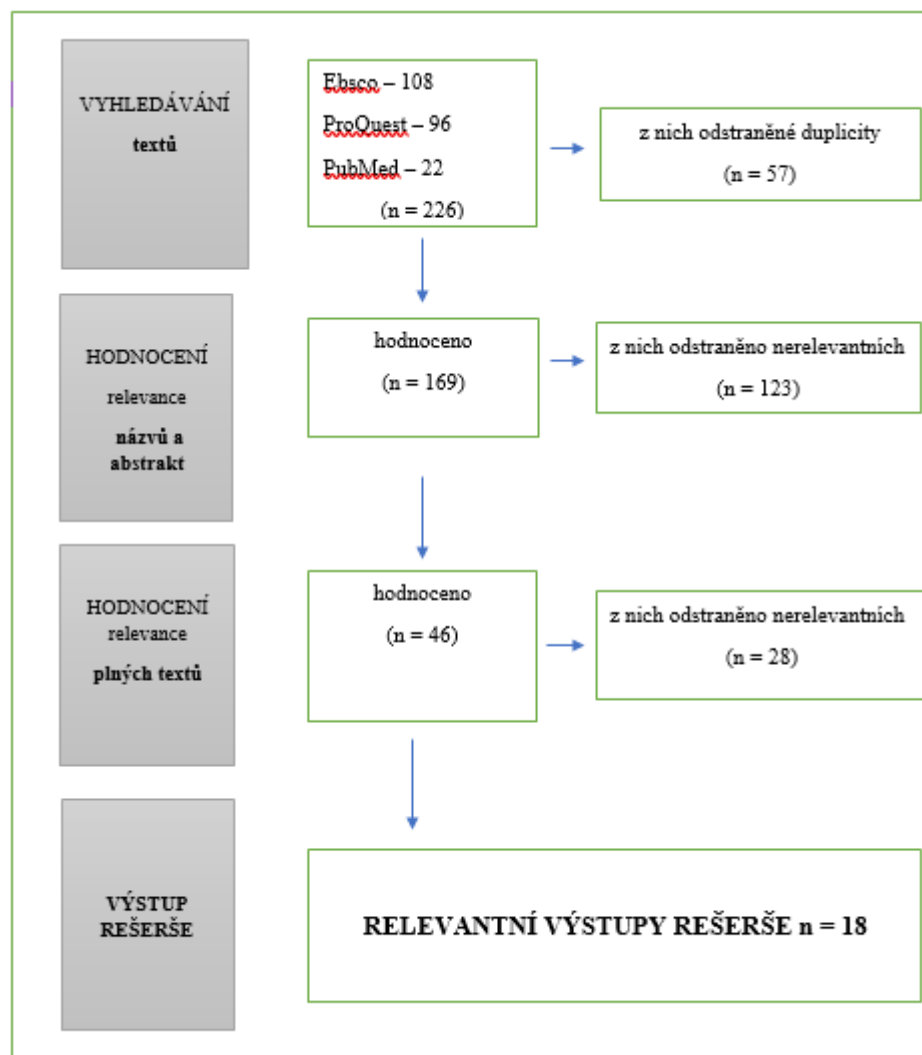 VYHLEDÁVÁNÍ
textů
Ebsco – 108
ProQuest – 96
PubMed – 22
(n = 226)
z nich odstraněné duplicity
(n = 57)
HODNOCENÍ
relevance
názvů a
abstrakt
hodnoceno
(n = 169)
z nich odstraněno nerelevantních
(n = 123)
HODNOCENÍ
relevance
plných textů
hodnoceno
(n = 46)
z nich odstraněno nerelevantních
(n = 28)
VÝSTUP
REŠERŠE
RELEVANTNÍ VÝSTUPY REŠERŠE n = 18